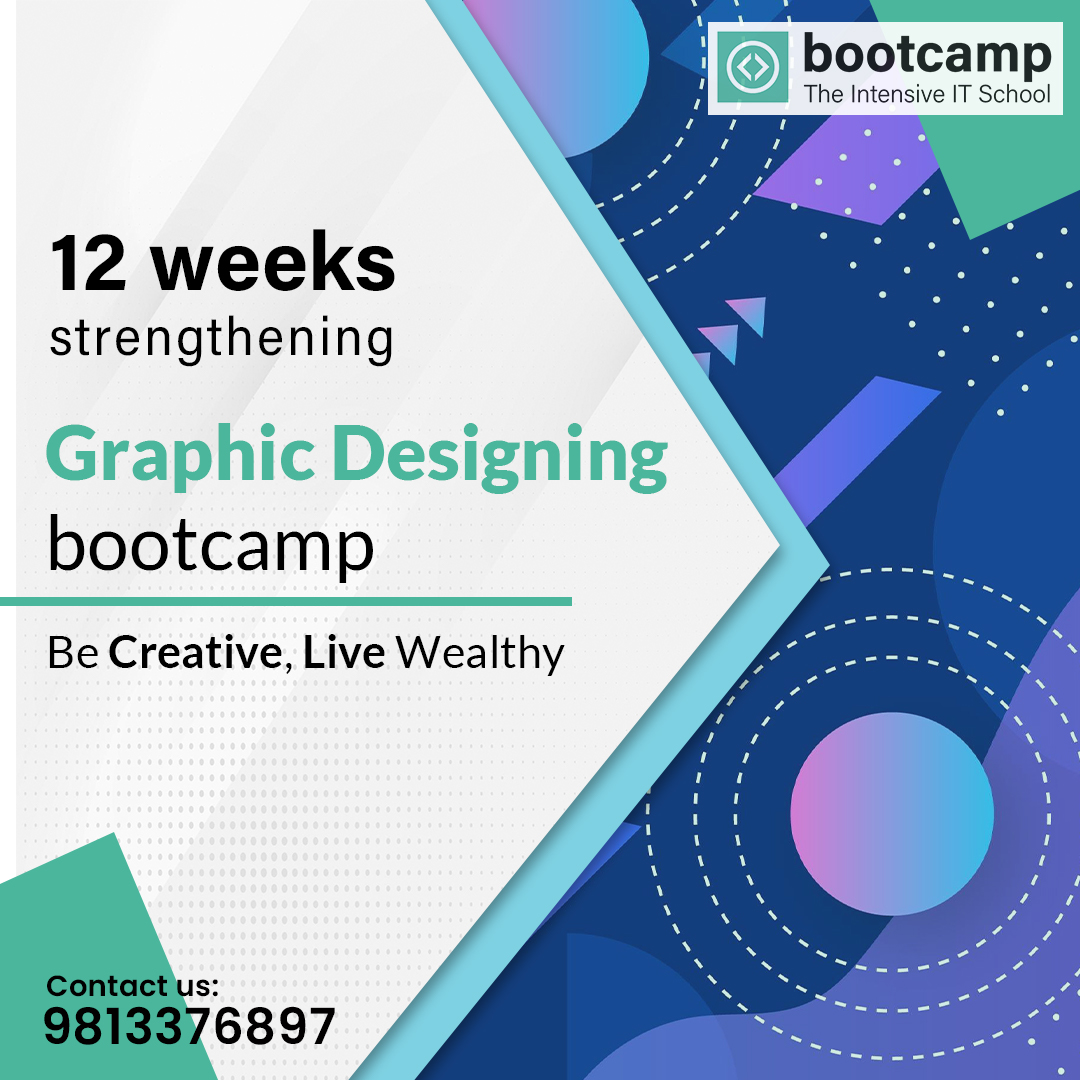 bootcamp
The Intensive IT School
12 weeks
strengthening
Graphic Designing
bootcamp
Be Creative, Live Wealthy
Contact us:
9813376897